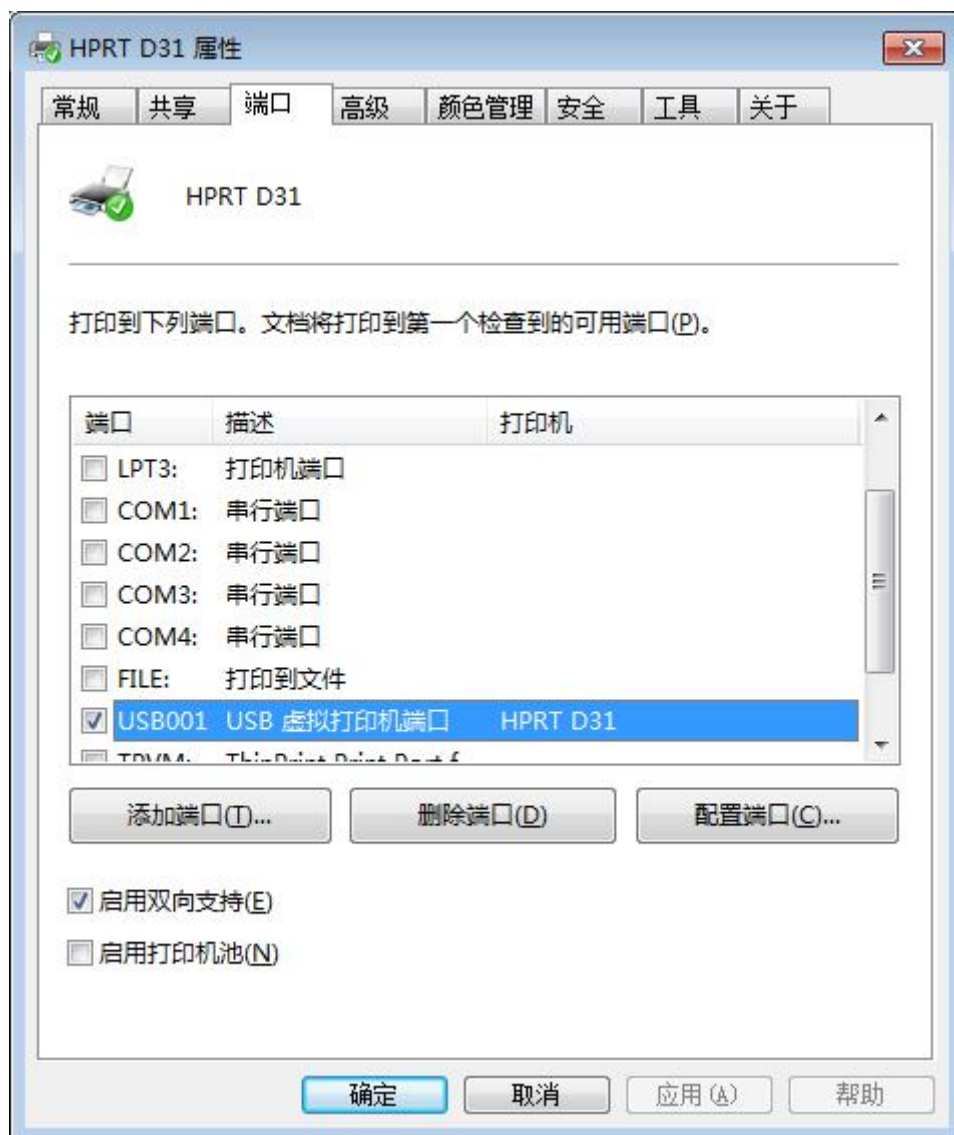 HPRT D31 属性
常规 共享 端口 高级 颜色管理 安全 工具 关于
HPRT D31
打印到下列端口。文档将打印到第一个检查到的可用端口(P)。
端口 描述 打印机
LPT3: 打印机端口
COM1: 串行端口
COM2: 串行端口
COM3: 串行端口
COM4: 串行端口
FILE: 打印到文件
USB001 USB 虚拟打印机端口 HPRT D31
TPVM: ThinPrint Print Port f
添加端口(T)... 删除端口(D) 配置端口(C)...
启用双向支持(E)
启用打印机池(N)
确定 取消 应用(A) 帮助